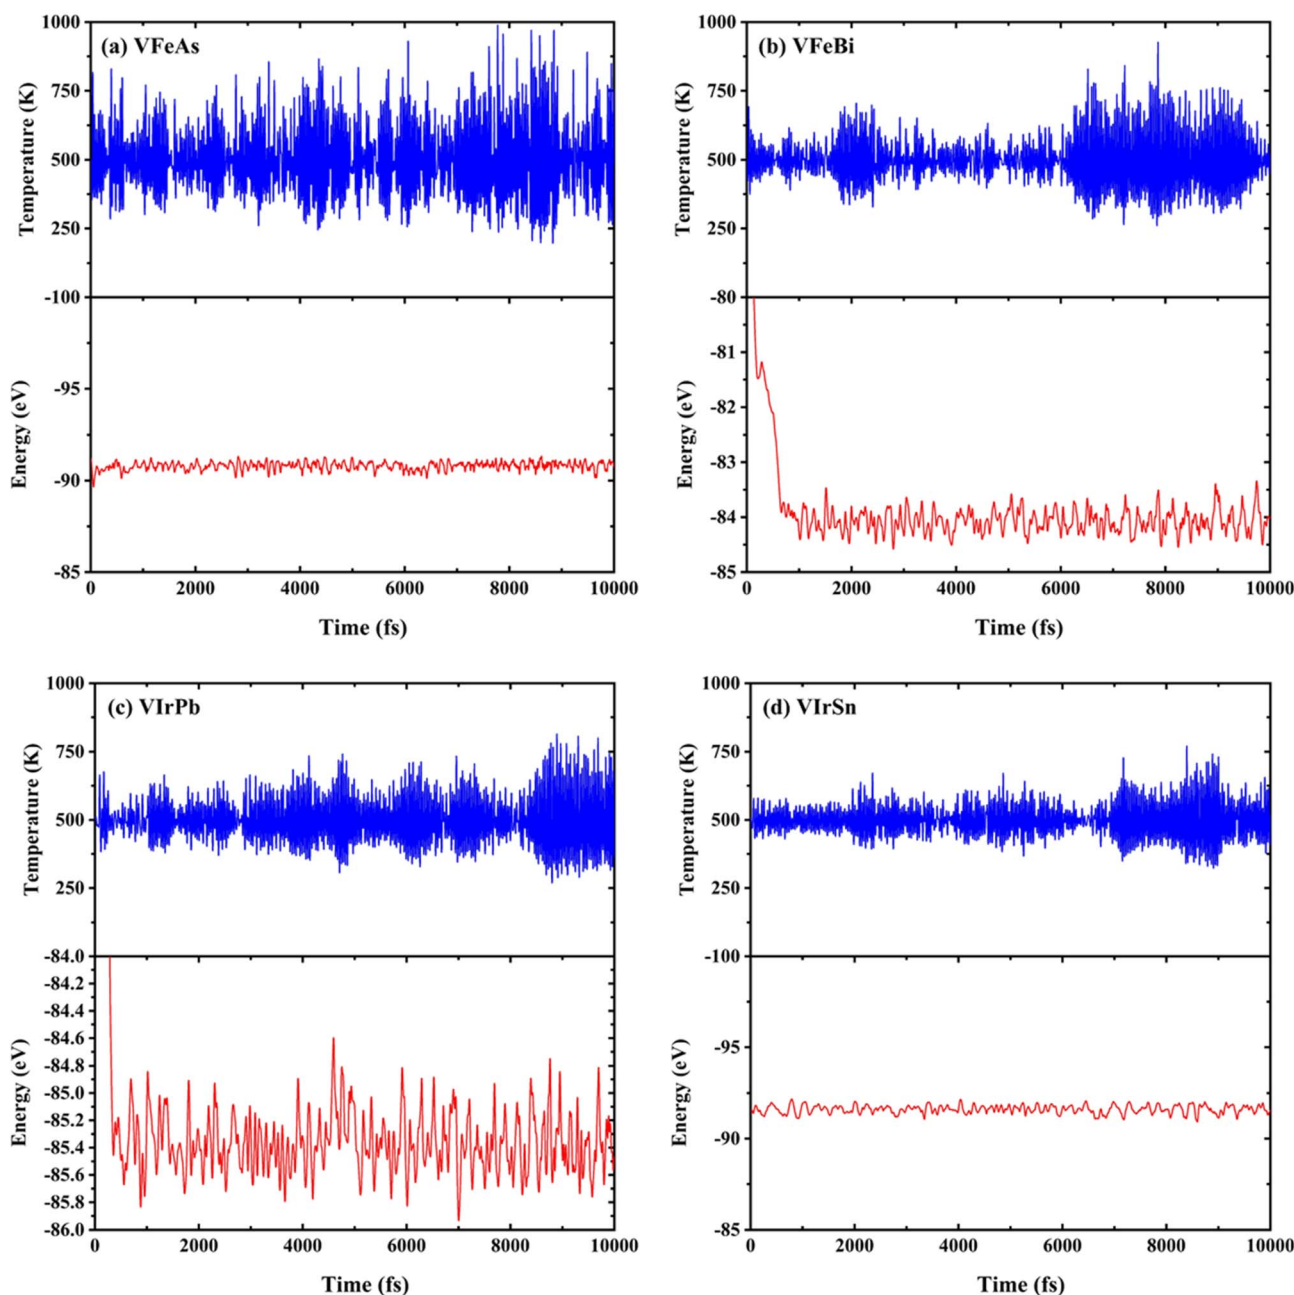 (a) VFeAs
1000
750
500
250
Temperature (K)
-100
-95
-90
-85
Energy (eV)
0 2000 4000 6000 8000 10000
Time (fs)
(b) VFeBi
1000
750
500
250
Temperature (K)
-80
-81
-82
-83
-84
-85
Energy (eV)
0 2000 4000 6000 8000 10000
Time (fs)
(c) VIrPb
1000
750
500
250
Temperature (K)
-84.0
-84.2
-84.4
-84.6
-84.8
-85.0
-85.2
-85.4
-85.6
-85.8
-86.0
Energy (eV)
0 2000 4000 6000 8000 10000
Time (fs)
(d) VIrSn
1000
750
500
250
Temperature (K)
-100
-95
-90
-85
Energy (eV)
0 2000 4000 6000 8000 10000
Time (fs)